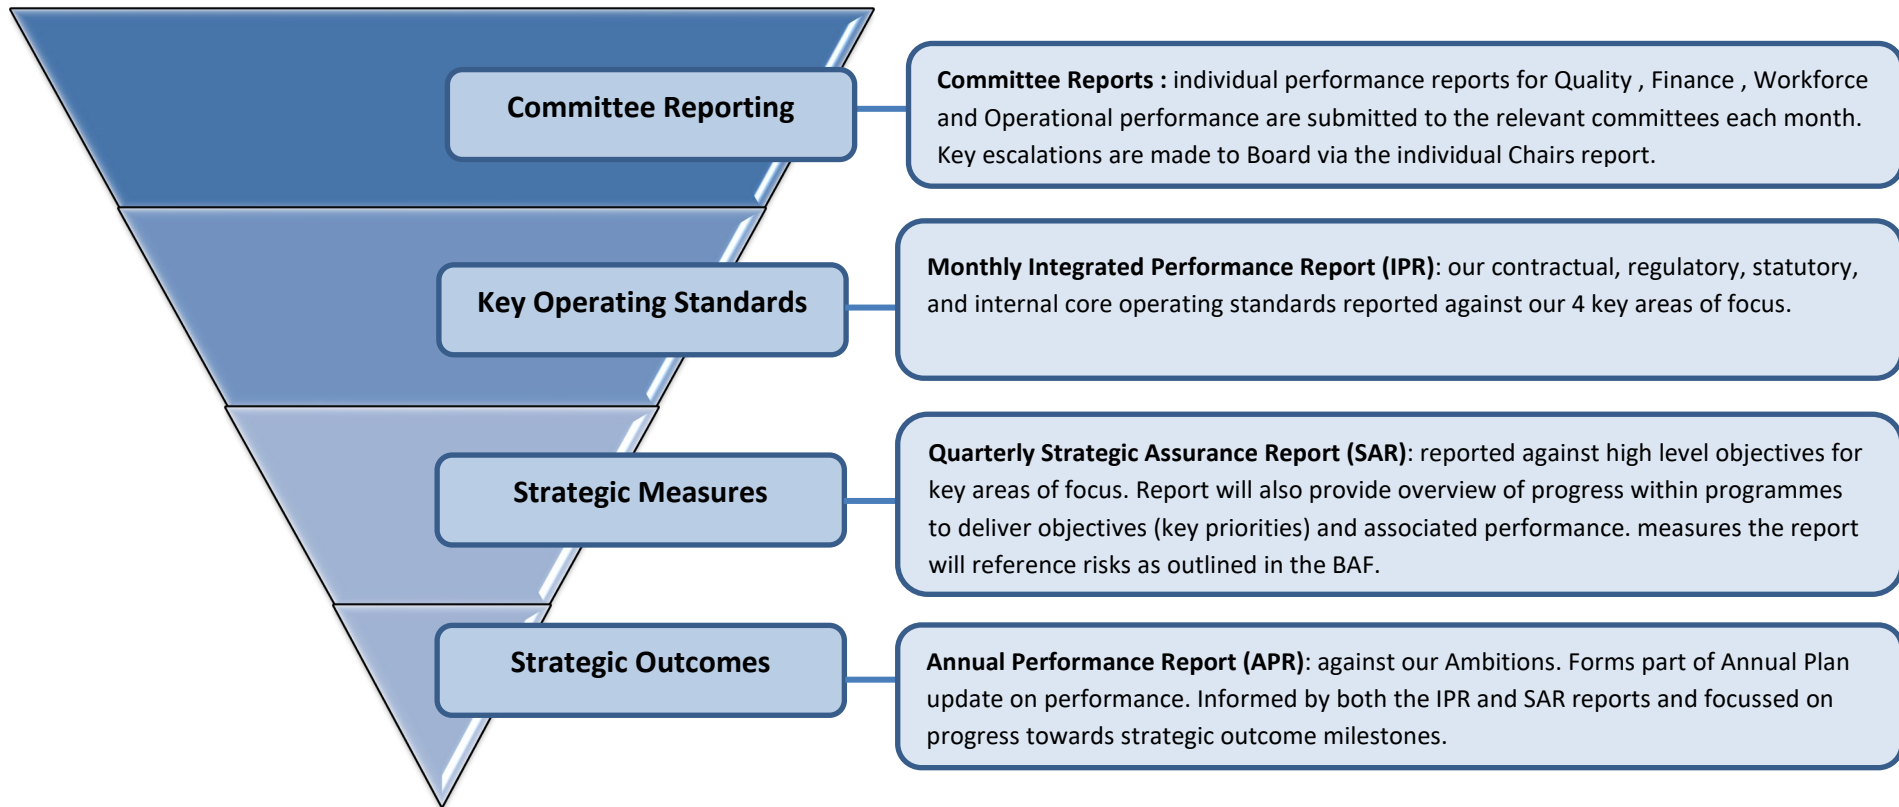 Committee Reporting
Committee Reports : individual performance reports for Quality , Finance , Workforce
and Operational performance are submitted to the relevant committees each month.
Key escalations are made to Board via the individual Chairs report.
Key Operating Standards
Monthly Integrated Performance Report (IPR): our contractual, regulatory, statutory,
and internal core operating standards reported against our 4 key areas of focus.
Strategic Measures
Quarterly Strategic Assurance Report (SAR): reported against high level objectives for
key areas of focus. Report will also provide overview of progress within programmes
to deliver objectives (key priorities) and associated performance. measures the report
will reference risks as outlined in the BAF.
Strategic Outcomes
Annual Performance Report (APR): against our Ambitions. Forms part of Annual Plan
update on performance. Informed by both the IPR and SAR reports and focussed on
progress towards strategic outcome milestones.